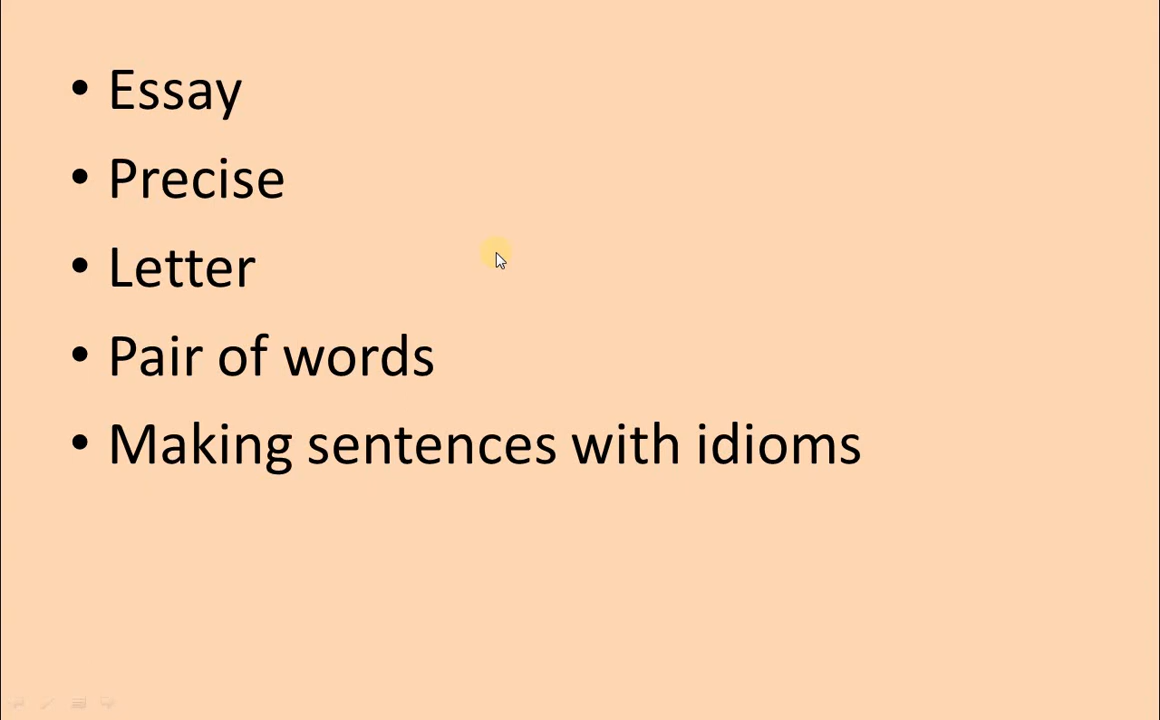 • Essay
• Precise
• Letter
• Pair of words
• Making sentences with idioms